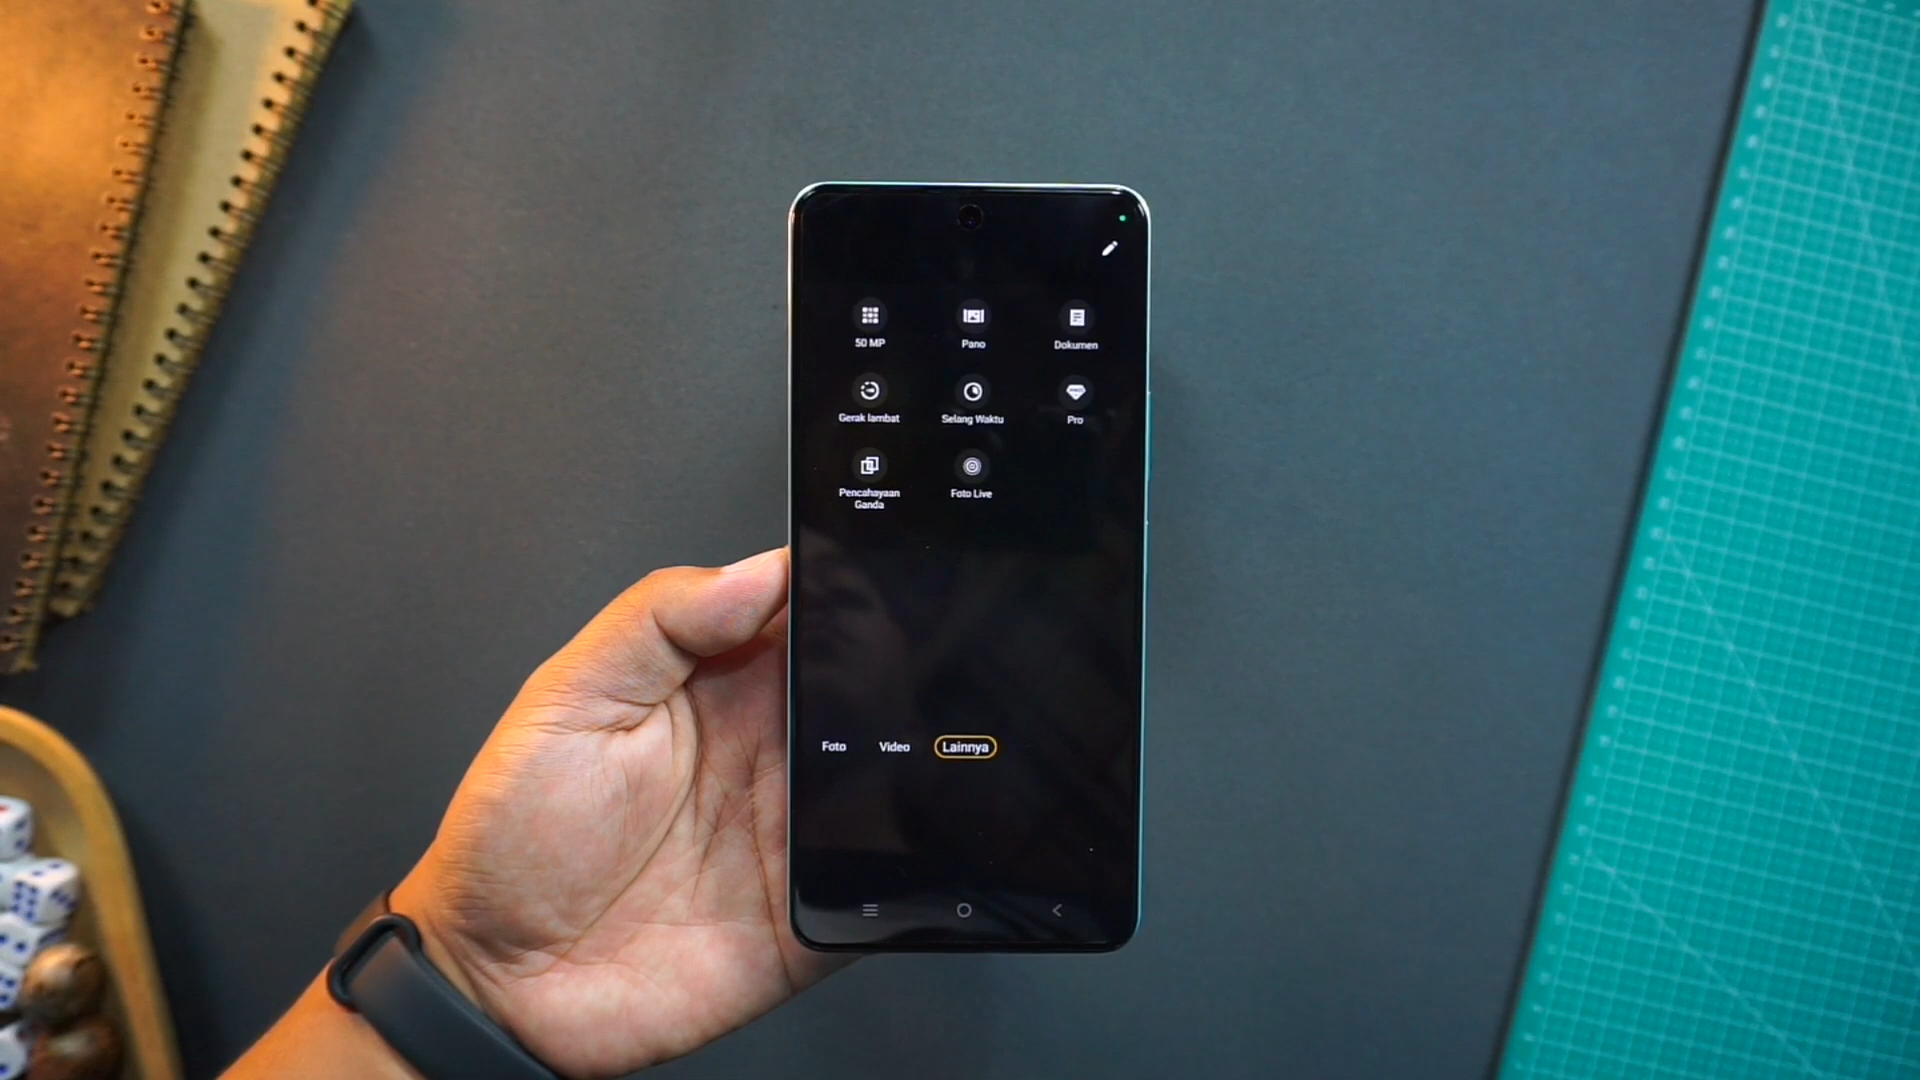 50 MP
Pano
Dokumen
Gerak lambat
Selang Waktu
Pro
Pencahayaan
Ganda
Foto Live
Foto
Video
Lainnya